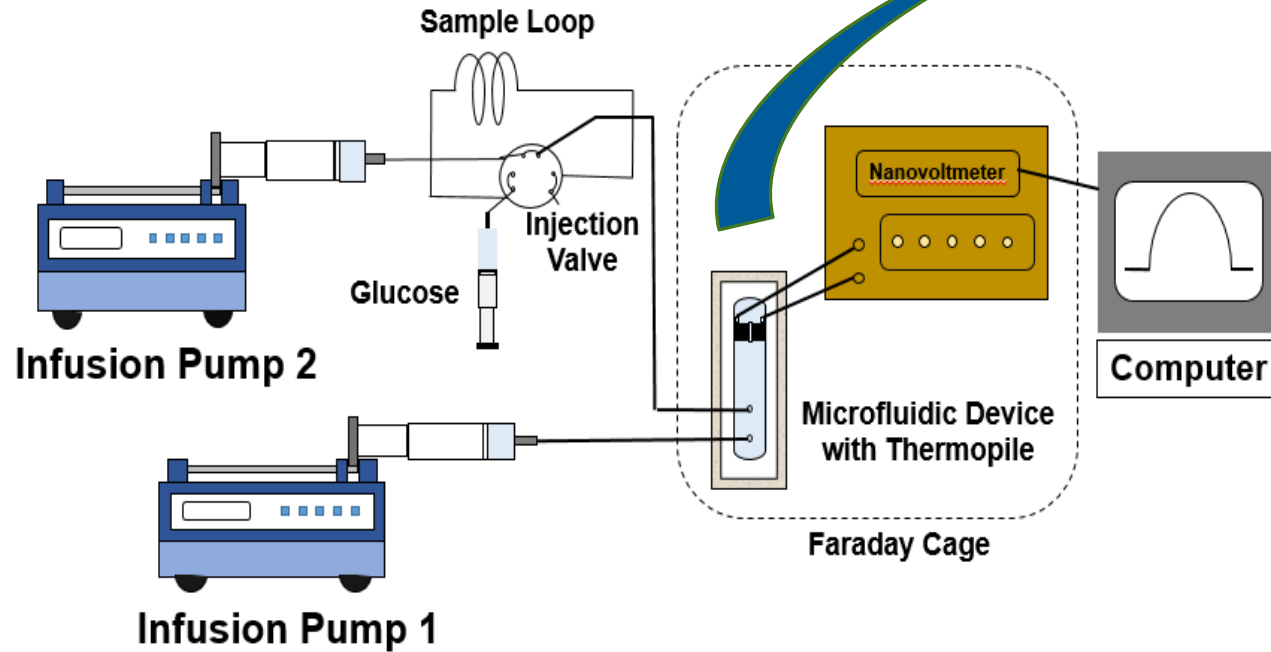 Sample Loop
Nanovoltmeter
Injection
Valve
Glucose
Infusion Pump 2
Computer
Microfluidic Device
with Thermopile
Faraday Cage
Infusion Pump 1